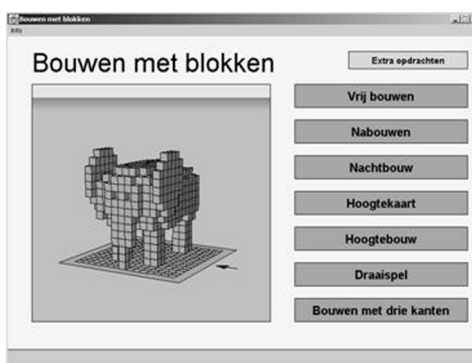 Bouwen met blokken
Info
Bouwen met blokken
Extra opdrachten
Vrij bouwen
Nabouwen
Nachtbouw
Hoogtekaart
Hoogtebouw
Draaispel
Bouwen met drie kanten